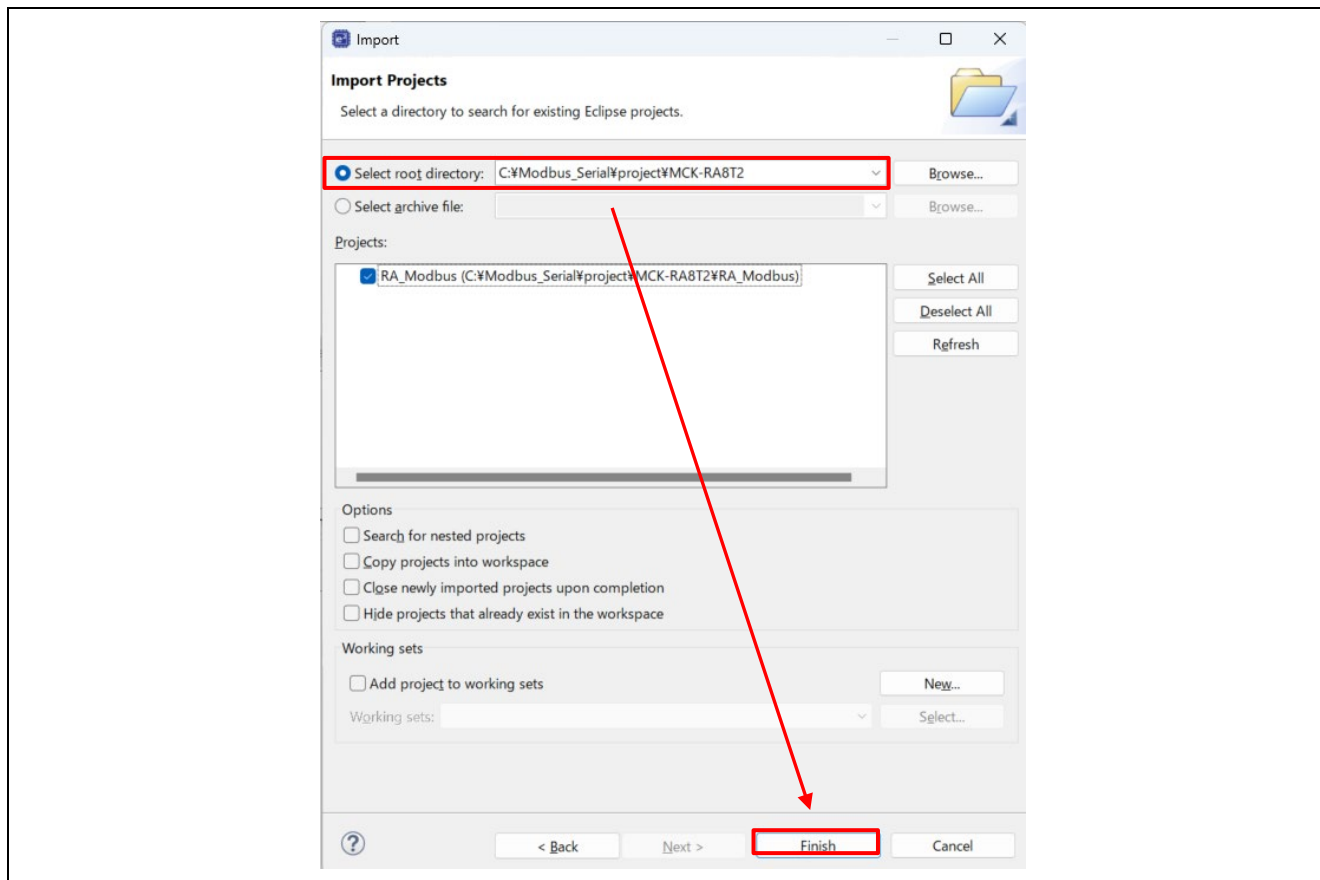 Import
Import Projects
Select a directory to search for existing Eclipse projects.
Select root directory: C:¥Modbus_Serial¥project¥MCK-RA8T2 Browse...
Select archive file: Browse...
Projects:
RA_Modbus (C:¥Modbus_Serial¥project¥MCK-RA8T2¥RA_Modbus) Select All
Deselect All
Refresh
Options
Search for nested projects
Copy projects into workspace
Close newly imported projects upon completion
Hide projects that already exist in the workspace
Working sets
Add project to working sets New...
Working sets: Select...
? < Back Next > Finish Cancel